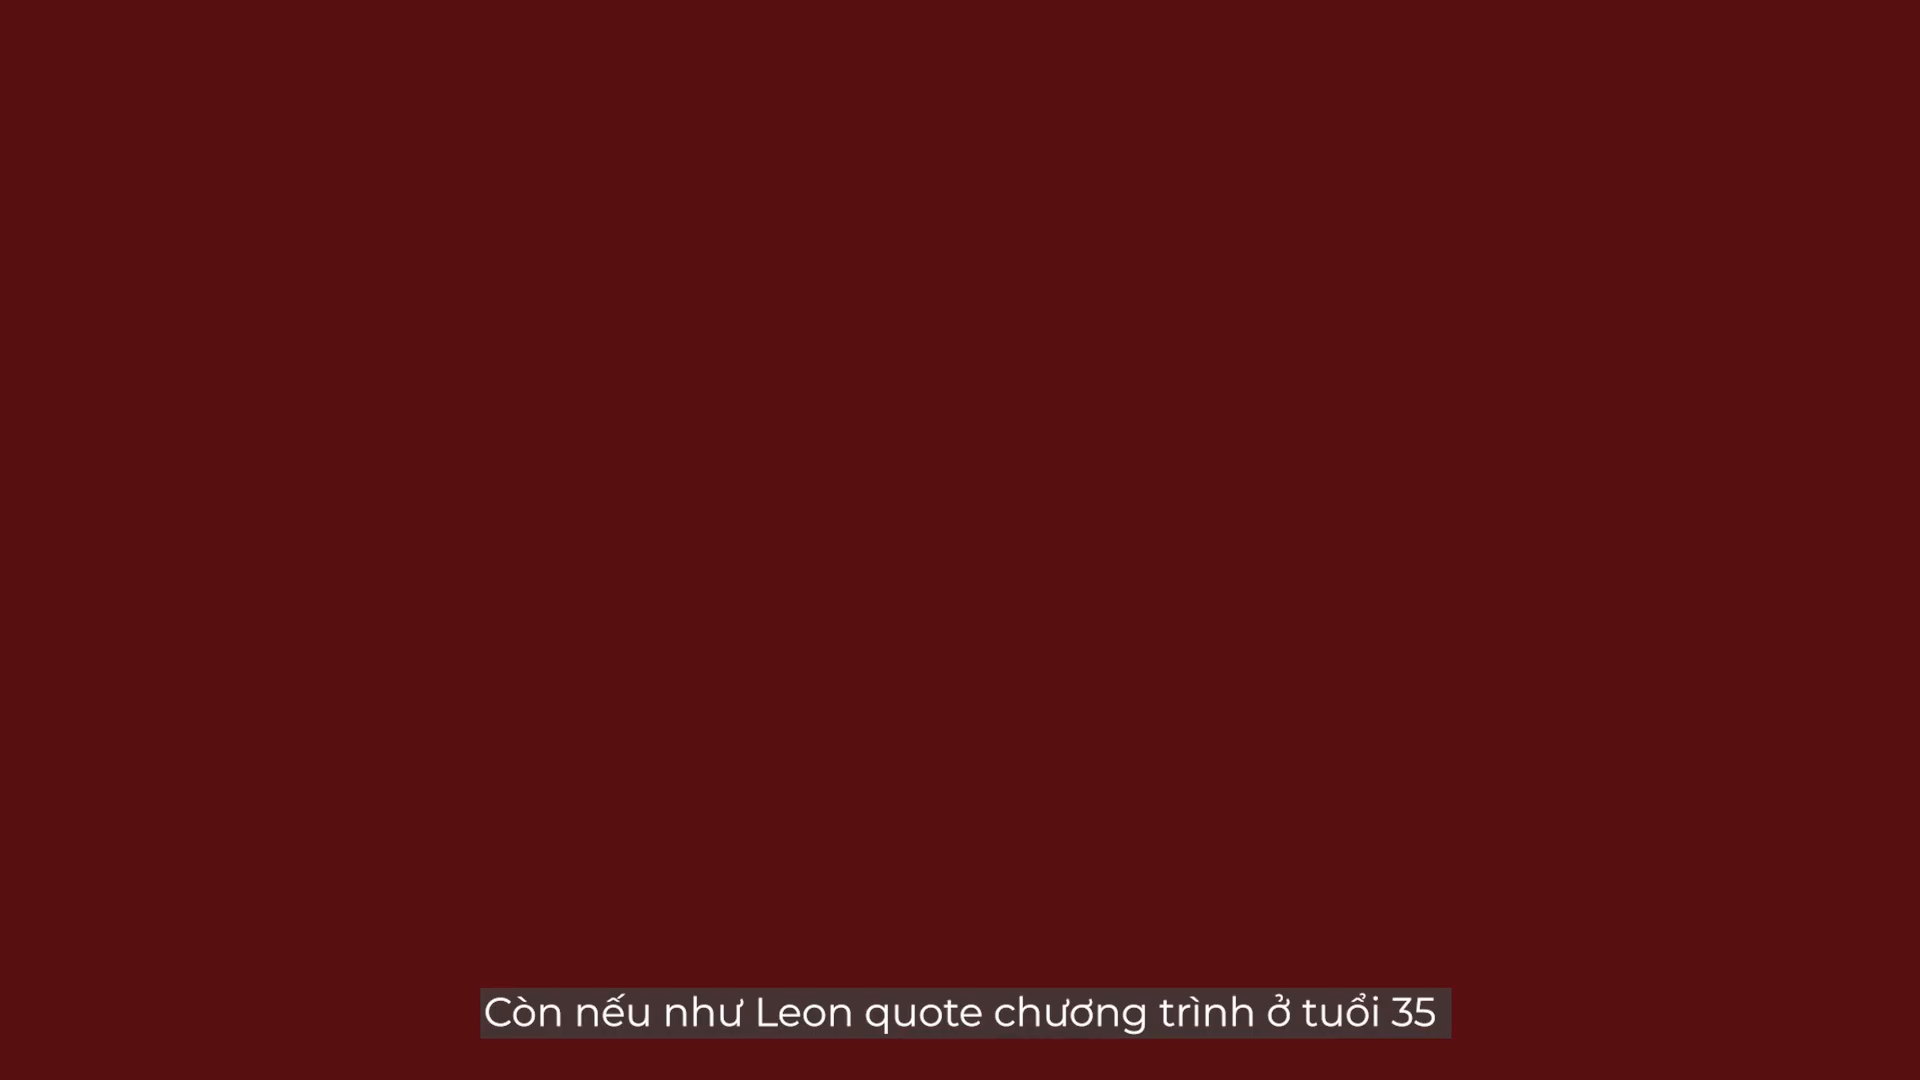 Còn nếu như Leon quote chương trình ở tuổi 35